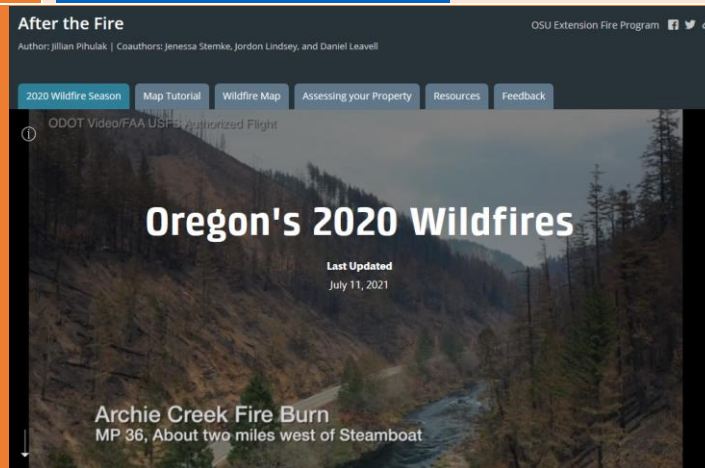 After the Fire
OSU Extension Fire Program
Author: Jillian Pihulak | Coauthors: Jenessa Stemke, Jordon Lindsey, and Daniel Leavell
2020 Wildfire Season
Map Tutorial
Wildfire Map
Assessing your Property
Resources
Feedback
ODOT Video/FAA USFS Authorized Flight
Oregon's 2020 Wildfires
Last Updated
July 11, 2021
Archie Creek Fire Burn
MP 36, About two miles west of Steamboat